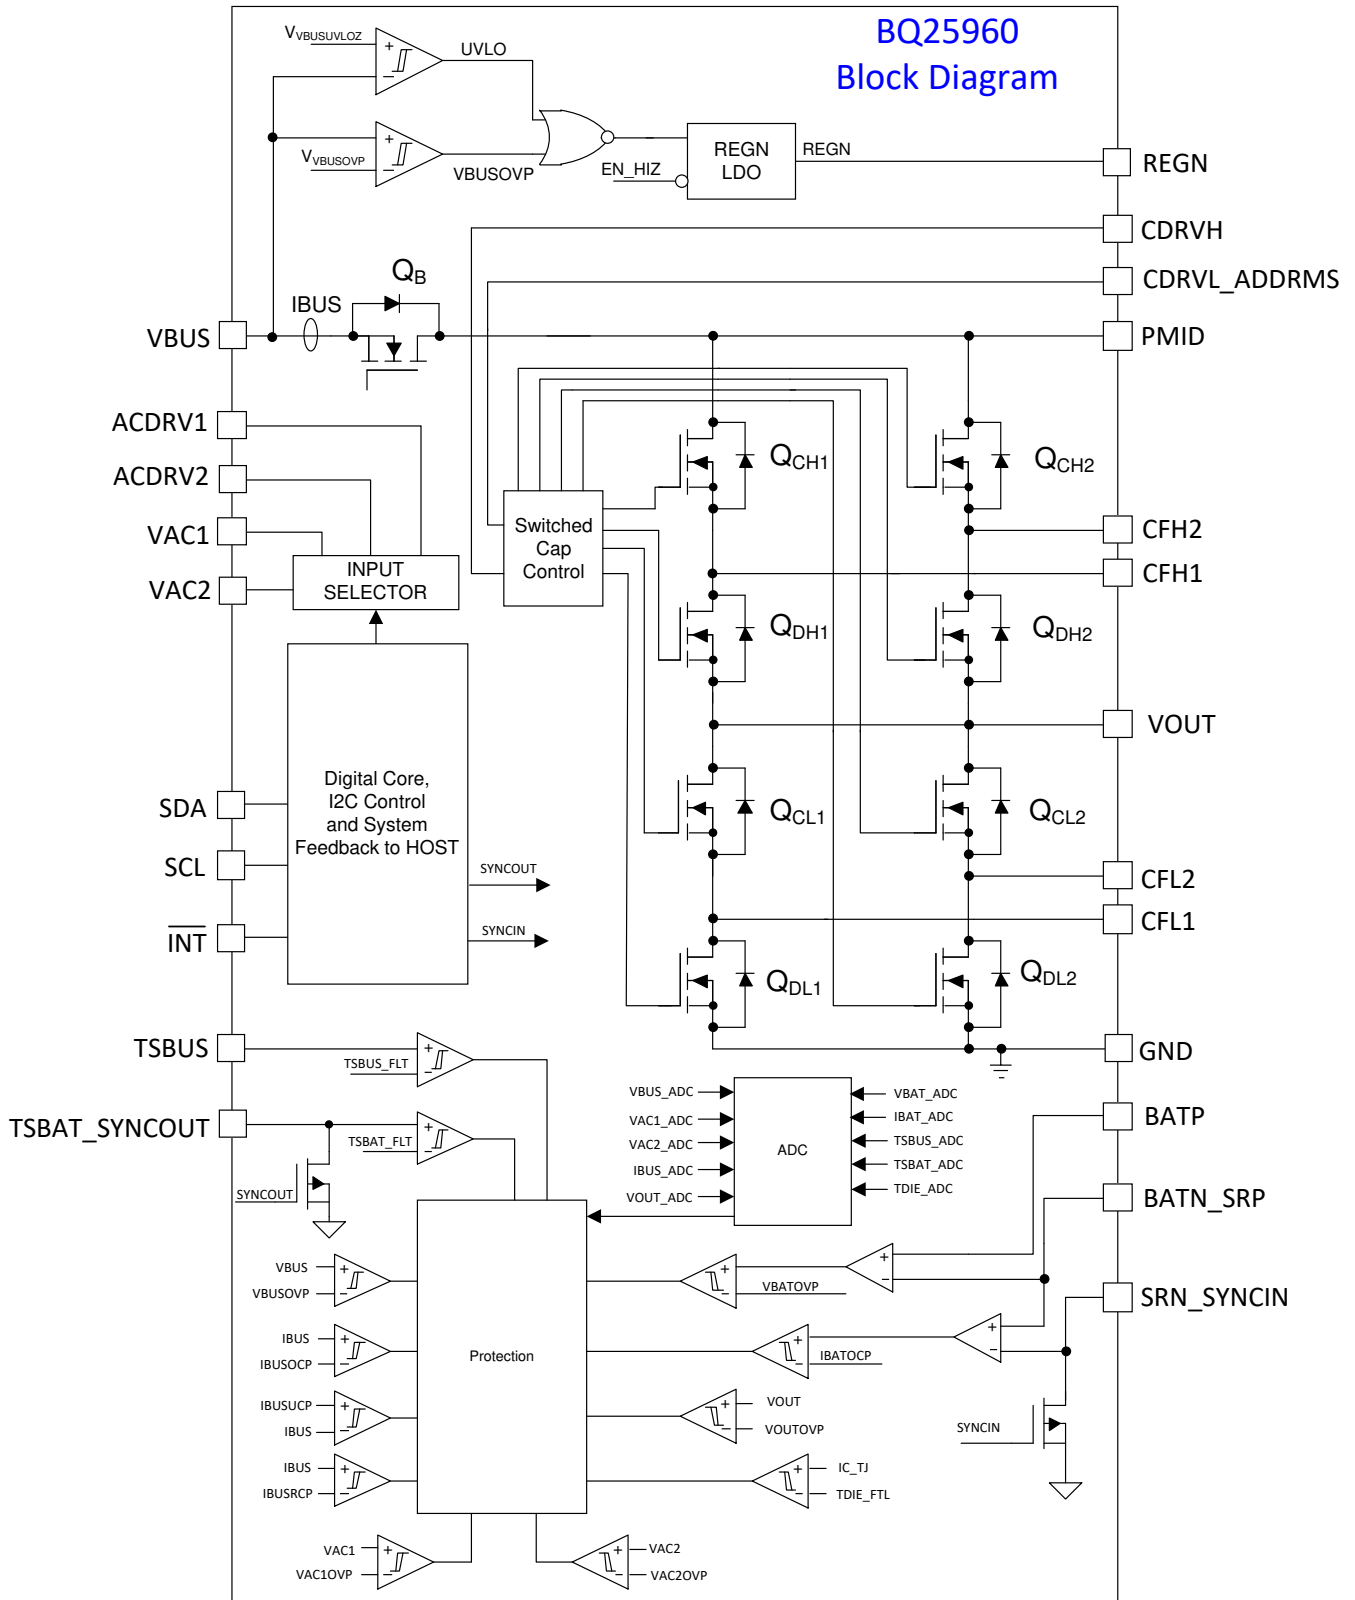 BQ25960
Block Diagram
VVBUSUVLOZ
UVLO
VVBUSOVP
VBUSOVP
EN_HIZ
REGN
LDO
REGN
REGN
CDRVH
CDRVL_ADDRMS
PMID
QB
IBUS
VBUS
ACDRV1
ACDRV2
VAC1
VAC2
INPUT
SELECTOR
Switched
Cap
Control
QCH1
QCH2
CFH2
CFH1
QDH1
QDH2
VOUT
Digital Core,
I2C Control
and System
Feedback to HOST
SDA
SCL
INT
SYNCOUT
SYNCIN
QCL1
QCL2
CFL2
CFL1
QDL1
QDL2
GND
TSBUS
TSBUS_FLT
TSBAT_SYNCOUT
TSBAT_FLT
SYNCOUT
VBUS_ADC
VAC1_ADC
VAC2_ADC
IBUS_ADC
VOUT_ADC
ADC
VBAT_ADC
IBAT_ADC
TSBUS_ADC
TSBAT_ADC
TDIE_ADC
BATP
BATN_SRP
SRN_SYNCIN
VBUS
VBUSOVP
IBUS
IBUSOCP
IBUSUCP
IBUS
IBUS
IBUSRCP
Protection
VBATOVP
IBATOCP
VOUT
VOUTOVP
IC_TJ
TDIE_FTL
SYNCIN
VAC1
VAC1OVP
VAC2
VAC2OVP